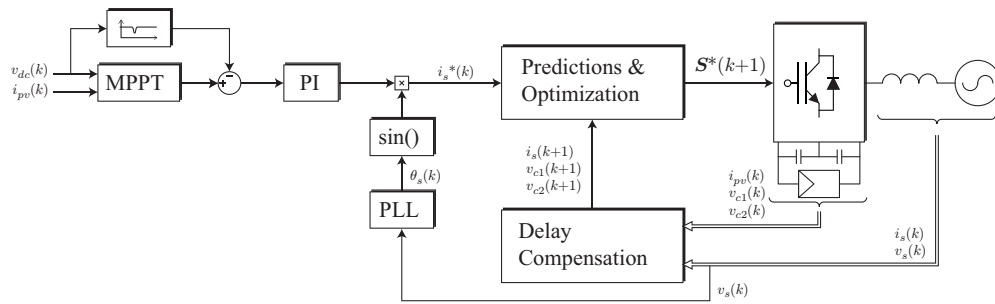 v_dc(k)
i_pv(k)
MPPT
PI
×
i_s*(k)
Predictions &
Optimization
S*(k+1)
sin()
θ_s(k)
PLL
i_s(k+1)
v_c1(k+1)
v_c2(k+1)
Delay
Compensation
i_pv(k)
v_c1(k)
v_c2(k)
i_s(k)
v_s(k)
v_s(k)